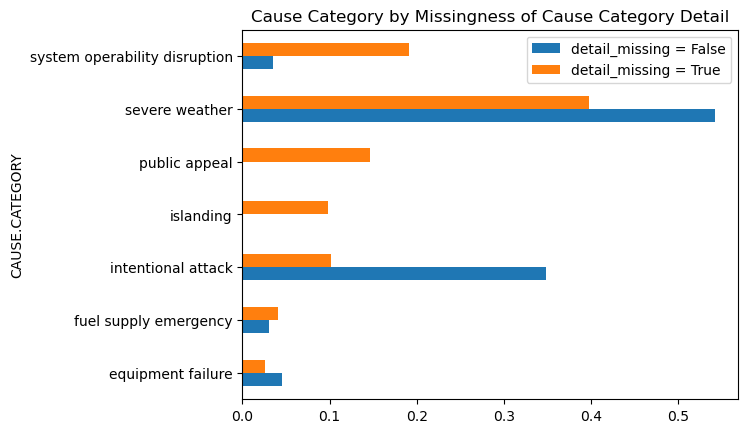 Cause Category by Missingness of Cause Category Detail
detail_missing = False
detail_missing = True
CAUSE.CATEGORY
system operability disruption
severe weather
public appeal
islanding
intentional attack
fuel supply emergency
equipment failure
0.0 0.1 0.2 0.3 0.4 0.5